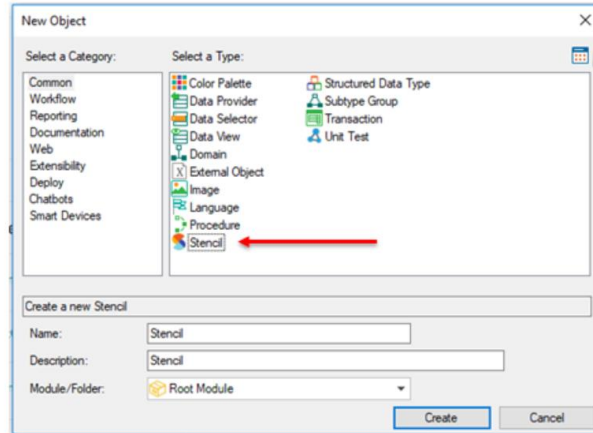 New Object
Select a Category:
Select a Type:
Common
Workflow
Reporting
Documentation
Web
Extensibility
Deploy
Chatbots
Smart Devices
Color Palette
Data Provider
Data Selector
Data View
Domain
External Object
Image
Language
Procedure
Stencil
Structured Data Type
Subtype Group
Transaction
Unit Test
Create a new Stencil
Name: Stencil
Description: Stencil
Module/Folder: Root Module
Create Cancel